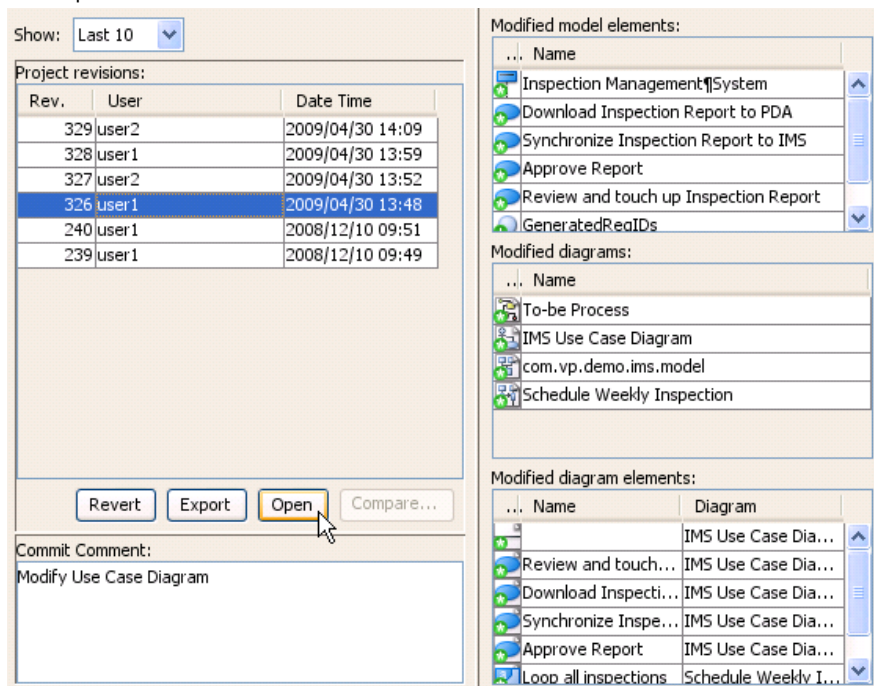 Show: Last 10
Project revisions:
Rev. User Date Time
329 user2 2009/04/30 14:09
328 user1 2009/04/30 13:59
327 user2 2009/04/30 13:52
326 user1 2009/04/30 13:48
240 user1 2008/12/10 09:51
239 user1 2008/12/10 09:49
Revert Export Open Compare...
Commit Comment:
Modify Use Case Diagram
Modified model elements:
... Name
Inspection Management¶System
Download Inspection Report to PDA
Synchronize Inspection Report to IMS
Approve Report
Review and touch up Inspection Report
GeneratedReqIDs
Modified diagrams:
... Name
To-be Process
IMS Use Case Diagram
com.vp.demo.ims.model
Schedule Weekly Inspection
Modified diagram elements:
... Name Diagram
IMS Use Case Dia...
Review and touch... IMS Use Case Dia...
Download Inspecti... IMS Use Case Dia...
Synchronize Inspe... IMS Use Case Dia...
Approve Report IMS Use Case Dia...
Loop all inspections Schedule Weekly I...